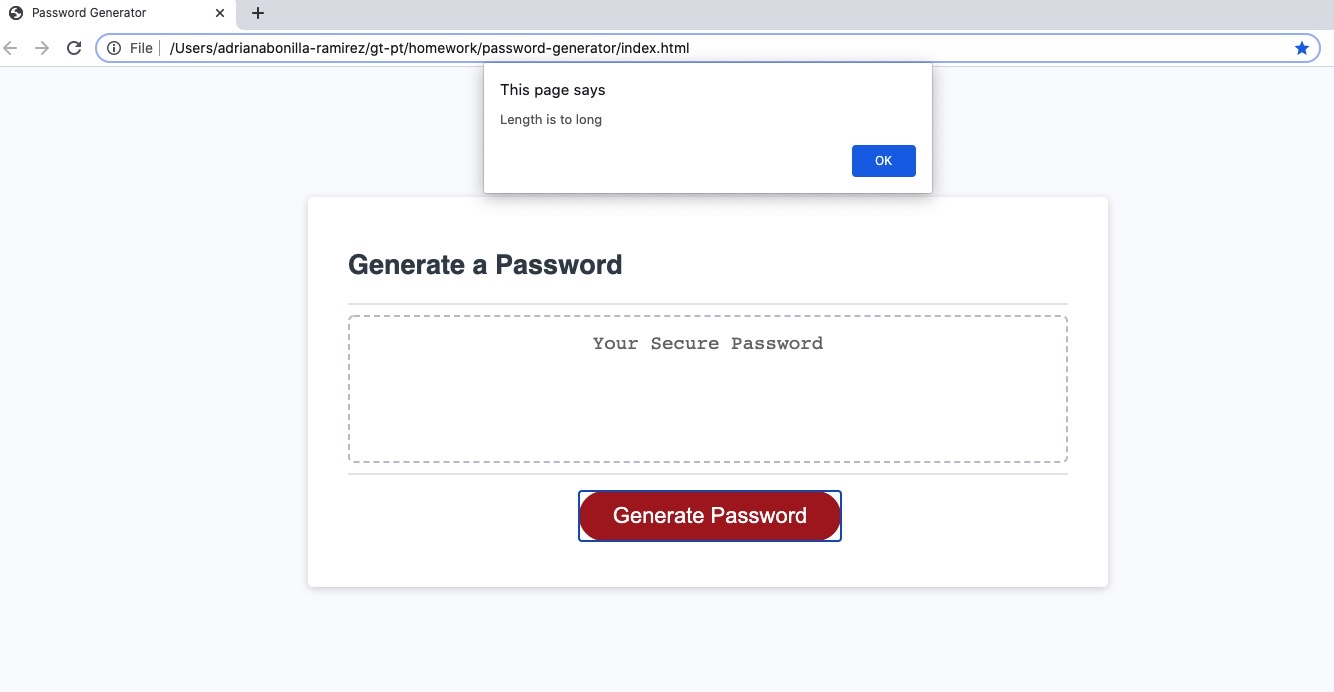 Password Generator
File /Users/adrianabonilla-ramirez/gt-pt/homework/password-generator/index.html
This page says
Length is to long
OK
Generate a Password
Your Secure Password
Generate Password